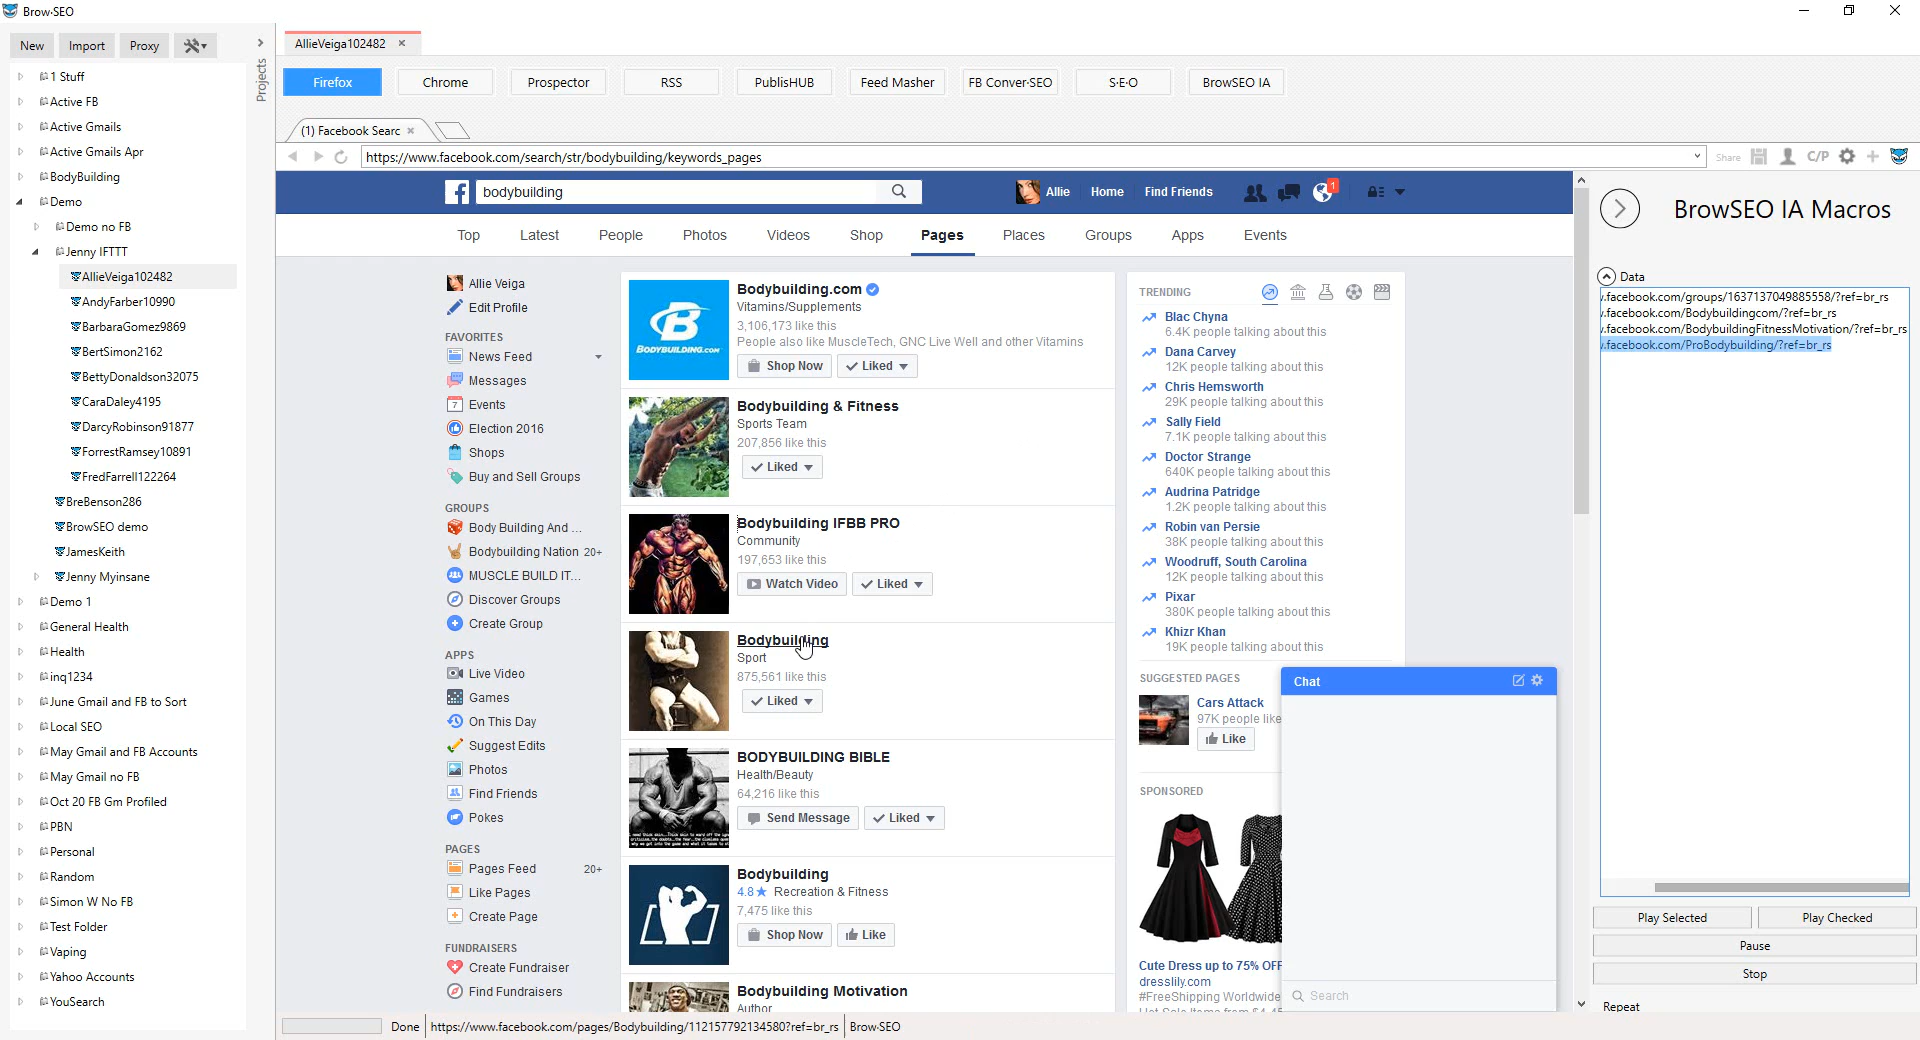 Brow·SEO
New
Import
Proxy
Projects
1 Stuff
Active FB
Active Gmails
Active Gmails Apr
BodyBuilding
Demo
Demo no FB
Jenny IFTTT
AllieVeiga102482
AndyFarber10990
BarbaraGomez9869
BertSimon2162
BettyDonaldson32075
CaraDaley4195
DarcyRobinson91877
ForrestRamsey10891
FredFarrell122264
BreBenson286
BrowSEO demo
JamesKeith
Jenny Myinsane
Demo 1
General Health
Health
inq1234
June Gmail and FB to Sort
Local SEO
May Gmail and FB Accounts
May Gmail no FB
Oct 20 FB Gm Profiled
PBN
Personal
Random
Simon W No FB
Test Folder
Vaping
Yahoo Accounts
YouSearch
AllieVeiga102482
Firefox
Chrome
Prospector
RSS
PublisHUB
Feed Masher
FB Conver·SEO
S·E·O
BrowSEO IA
(1) Facebook Searc
https://www.facebook.com/search/str/bodybuilding/keywords_pages
Share
C/P
bodybuilding
Allie
Home
Find Friends
1
Top
Latest
People
Photos
Videos
Shop
Pages
Places
Groups
Apps
Events
Allie Veiga
Edit Profile
FAVORITES
News Feed
Messages
7 Events
Election 2016
Shops
Buy and Sell Groups
GROUPS
Body Building And ...
Bodybuilding Nation 20+
MUSCLE BUILD IT...
Discover Groups
Create Group
APPS
Live Video
Games
On This Day
Suggest Edits
Photos
Find Friends
Pokes
PAGES
Pages Feed 20+
Like Pages
Create Page
FUNDRAISERS
Create Fundraiser
Find Fundraisers
BODYBUILDING.COM
Bodybuilding.com
Vitamins/Supplements
3,106,173 like this
People also like MuscleTech, GNC Live Well and other Vitamins
Shop Now
Liked
Bodybuilding & Fitness
Sports Team
207,856 like this
Liked
Bodybuilding IFBB PRO
Community
197,653 like this
Watch Video
Liked
Bodybuilding
Sport
875,561 like this
Liked
BODYBUILDING BIBLE
Health/Beauty
64,216 like this
Send Message
Liked
Bodybuilding
4.8★ Recreation & Fitness
7,475 like this
Shop Now
Like
Bodybuilding Motivation
Author
TRENDING
Blac Chyna
6.4K people talking about this
Dana Carvey
12K people talking about this
Chris Hemsworth
29K people talking about this
Sally Field
7.1K people talking about this
Doctor Strange
640K people talking about this
Audrina Patridge
1.2K people talking about this
Robin van Persie
38K people talking about this
Woodruff, South Carolina
12K people talking about this
Pixar
380K people talking about this
Khizr Khan
19K people talking about this
SUGGESTED PAGES
Cars Attack
97K people like
Like
SPONSORED
Cute Dress up to 75% OFF
dresslily.com
#FreeShipping Worldwide
Chat
Search
BrowSEO IA Macros
Data
.facebook.com/groups/1637137049885558/?ref=br_rs
.facebook.com/Bodybuildingcom/?ref=br_rs
.facebook.com/BodybuildingFitnessMotivation/?ref=br_rs
.facebook.com/ProBodybuilding/?ref=br_rs
Play Selected
Play Checked
Pause
Stop
Repeat
Done
https://www.facebook.com/pages/Bodybuilding/112157792134580?ref=br_rs
Brow·SEO